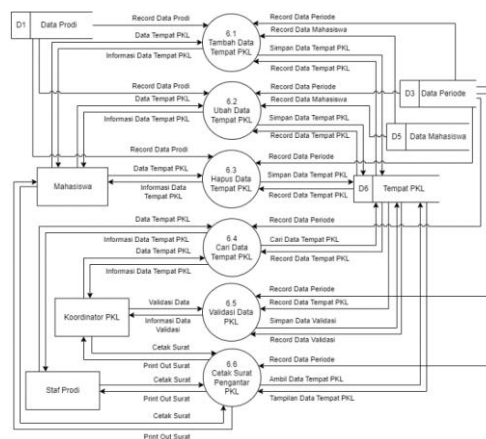 D1 Data Prodi
Record Data Prodi
Data Tempat PKL
Informasi Data Tempat PKL
6.1
Tambah Data
Tempat PKL
Record Data Periode
Record Data Mahasiswa
Simpan Data Tempat PKL
Record Data Tempat PKL
Record Data Prodi
Data Tempat PKL
Informasi Data Tempat PKL
6.2
Ubah Data
Tempat PKL
Record Data Periode
Record Data Mahasiswa
Simpan Data Tempat PKL
Record Data Tempat PKL
D3 Data Periode
D5 Data Mahasiswa
Record Data Prodi
Mahasiswa
Data Tempat PKL
Informasi Data
Tempat PKL
6.3
Hapus Data
Tempat PKL
Record Data Periode
Simpan Data Tempat PKL
Record Data Tempat PKL
D6 Tempat PKL
Data Tempat PKL
Informasi Data Tempat PKL
Data Tempat PKL
Informasi Data Tempat PKL
6.4
Cari Data
Tempat PKL
Record Data Periode
Cari Data Tempat PKL
Record Data Tempat PKL
Koordinator PKL
Validasi Data
Informasi Data
Validasi
6.5
Validasi Data
PKL
Record Data Periode
Record Data Tempat PKL
Simpan Data Validasi
Record Data Validasi
Cetak Surat
Print Out Surat
Staf Prodi
Cetak Surat
Print Out Surat
Cetak Surat
Print Out Surat
6.6
Cetak Surat
Pengantar
PKL
Record Data Periode
Ambil Data Tempat PKL
Tampilan Data Tempat PKL